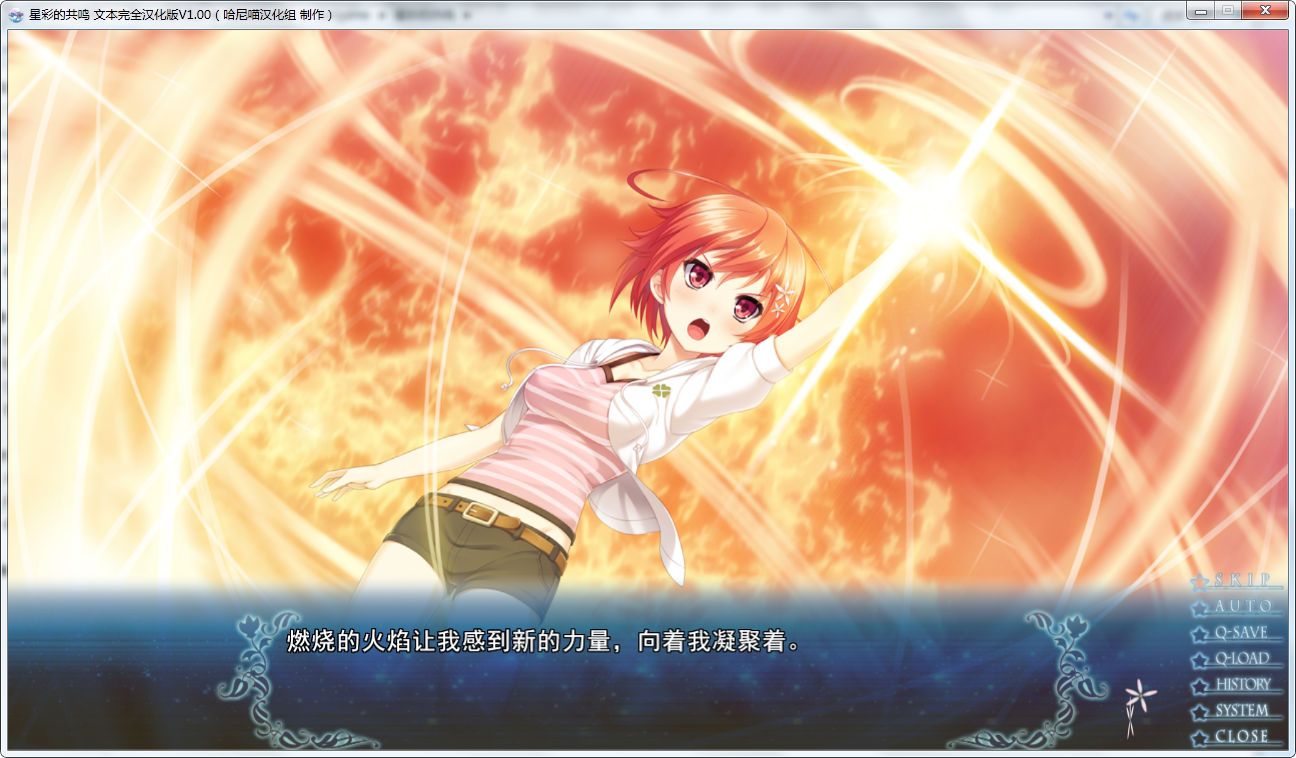 星彩的共鸣 文本完全汉化版V1.00（哈尼喵汉化组 制作）
燃烧的火焰让我感到新的力量，向着我凝聚着。
SKIP
AUTO
Q-SAVE
Q-LOAD
HISTORY
SYSTEM
CLOSE